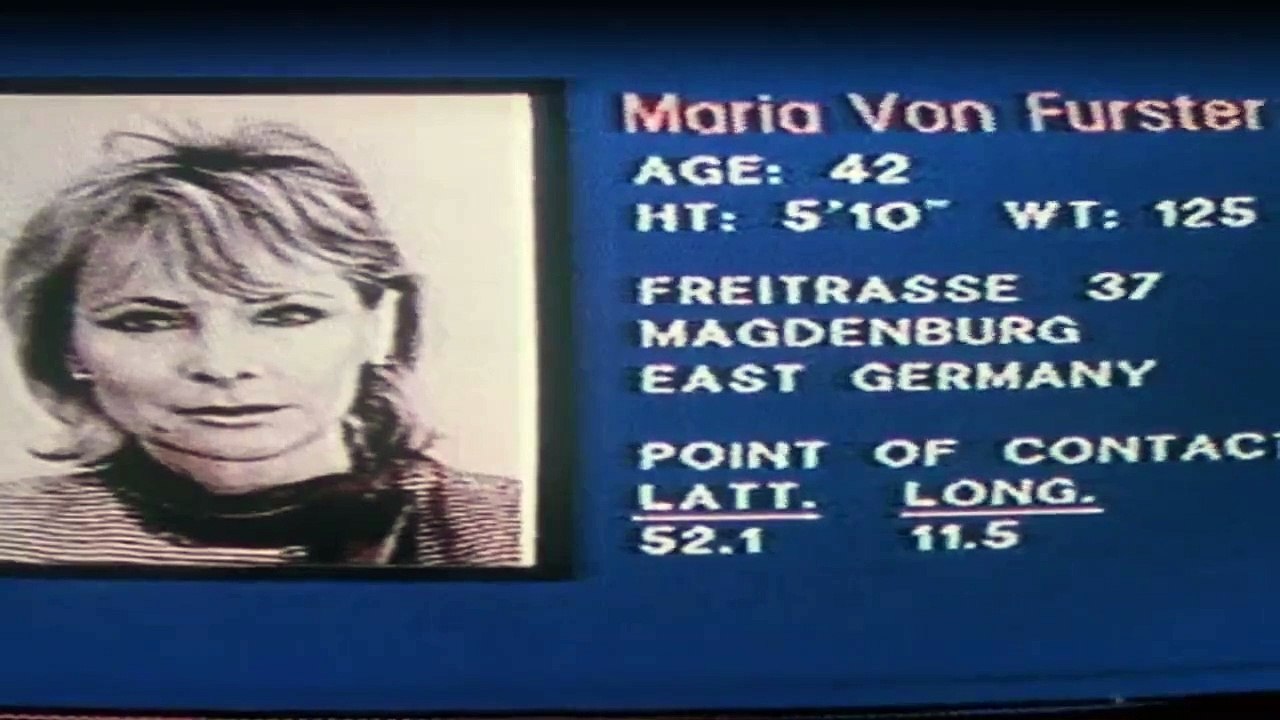 Maria Von Furster
AGE: 42
HT: 5'10" WT: 125
FREITRASSE 37
MAGDENBURG
EAST GERMANY
POINT OF CONTACT
LATT. LONG.
52.1 11.5